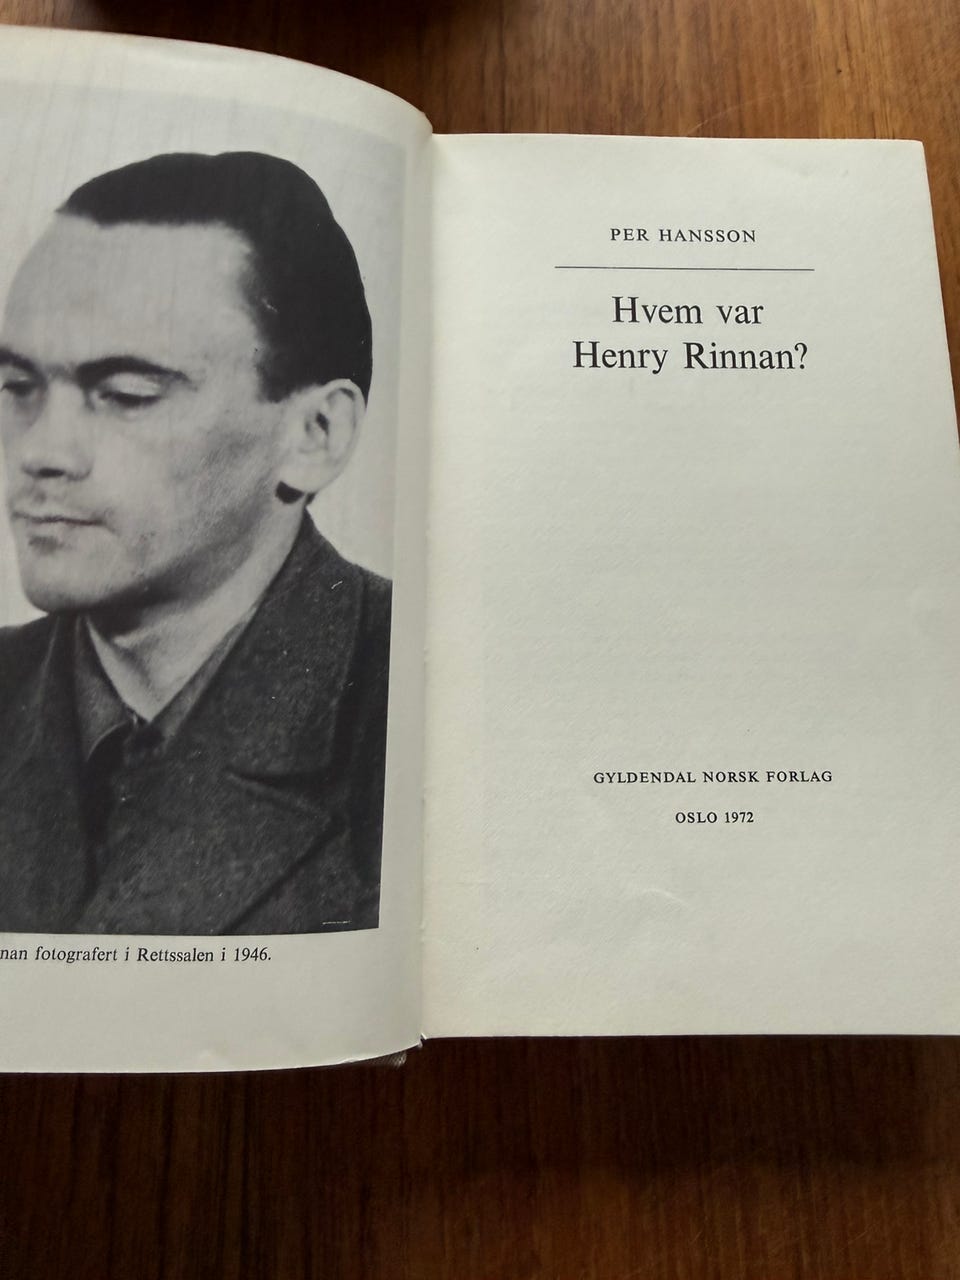 nan fotografert i Rettssalen i 1946.
PER HANSSON
Hvem var
Henry Rinnan?
GYLDENDAL NORSK FORLAG
OSLO 1972